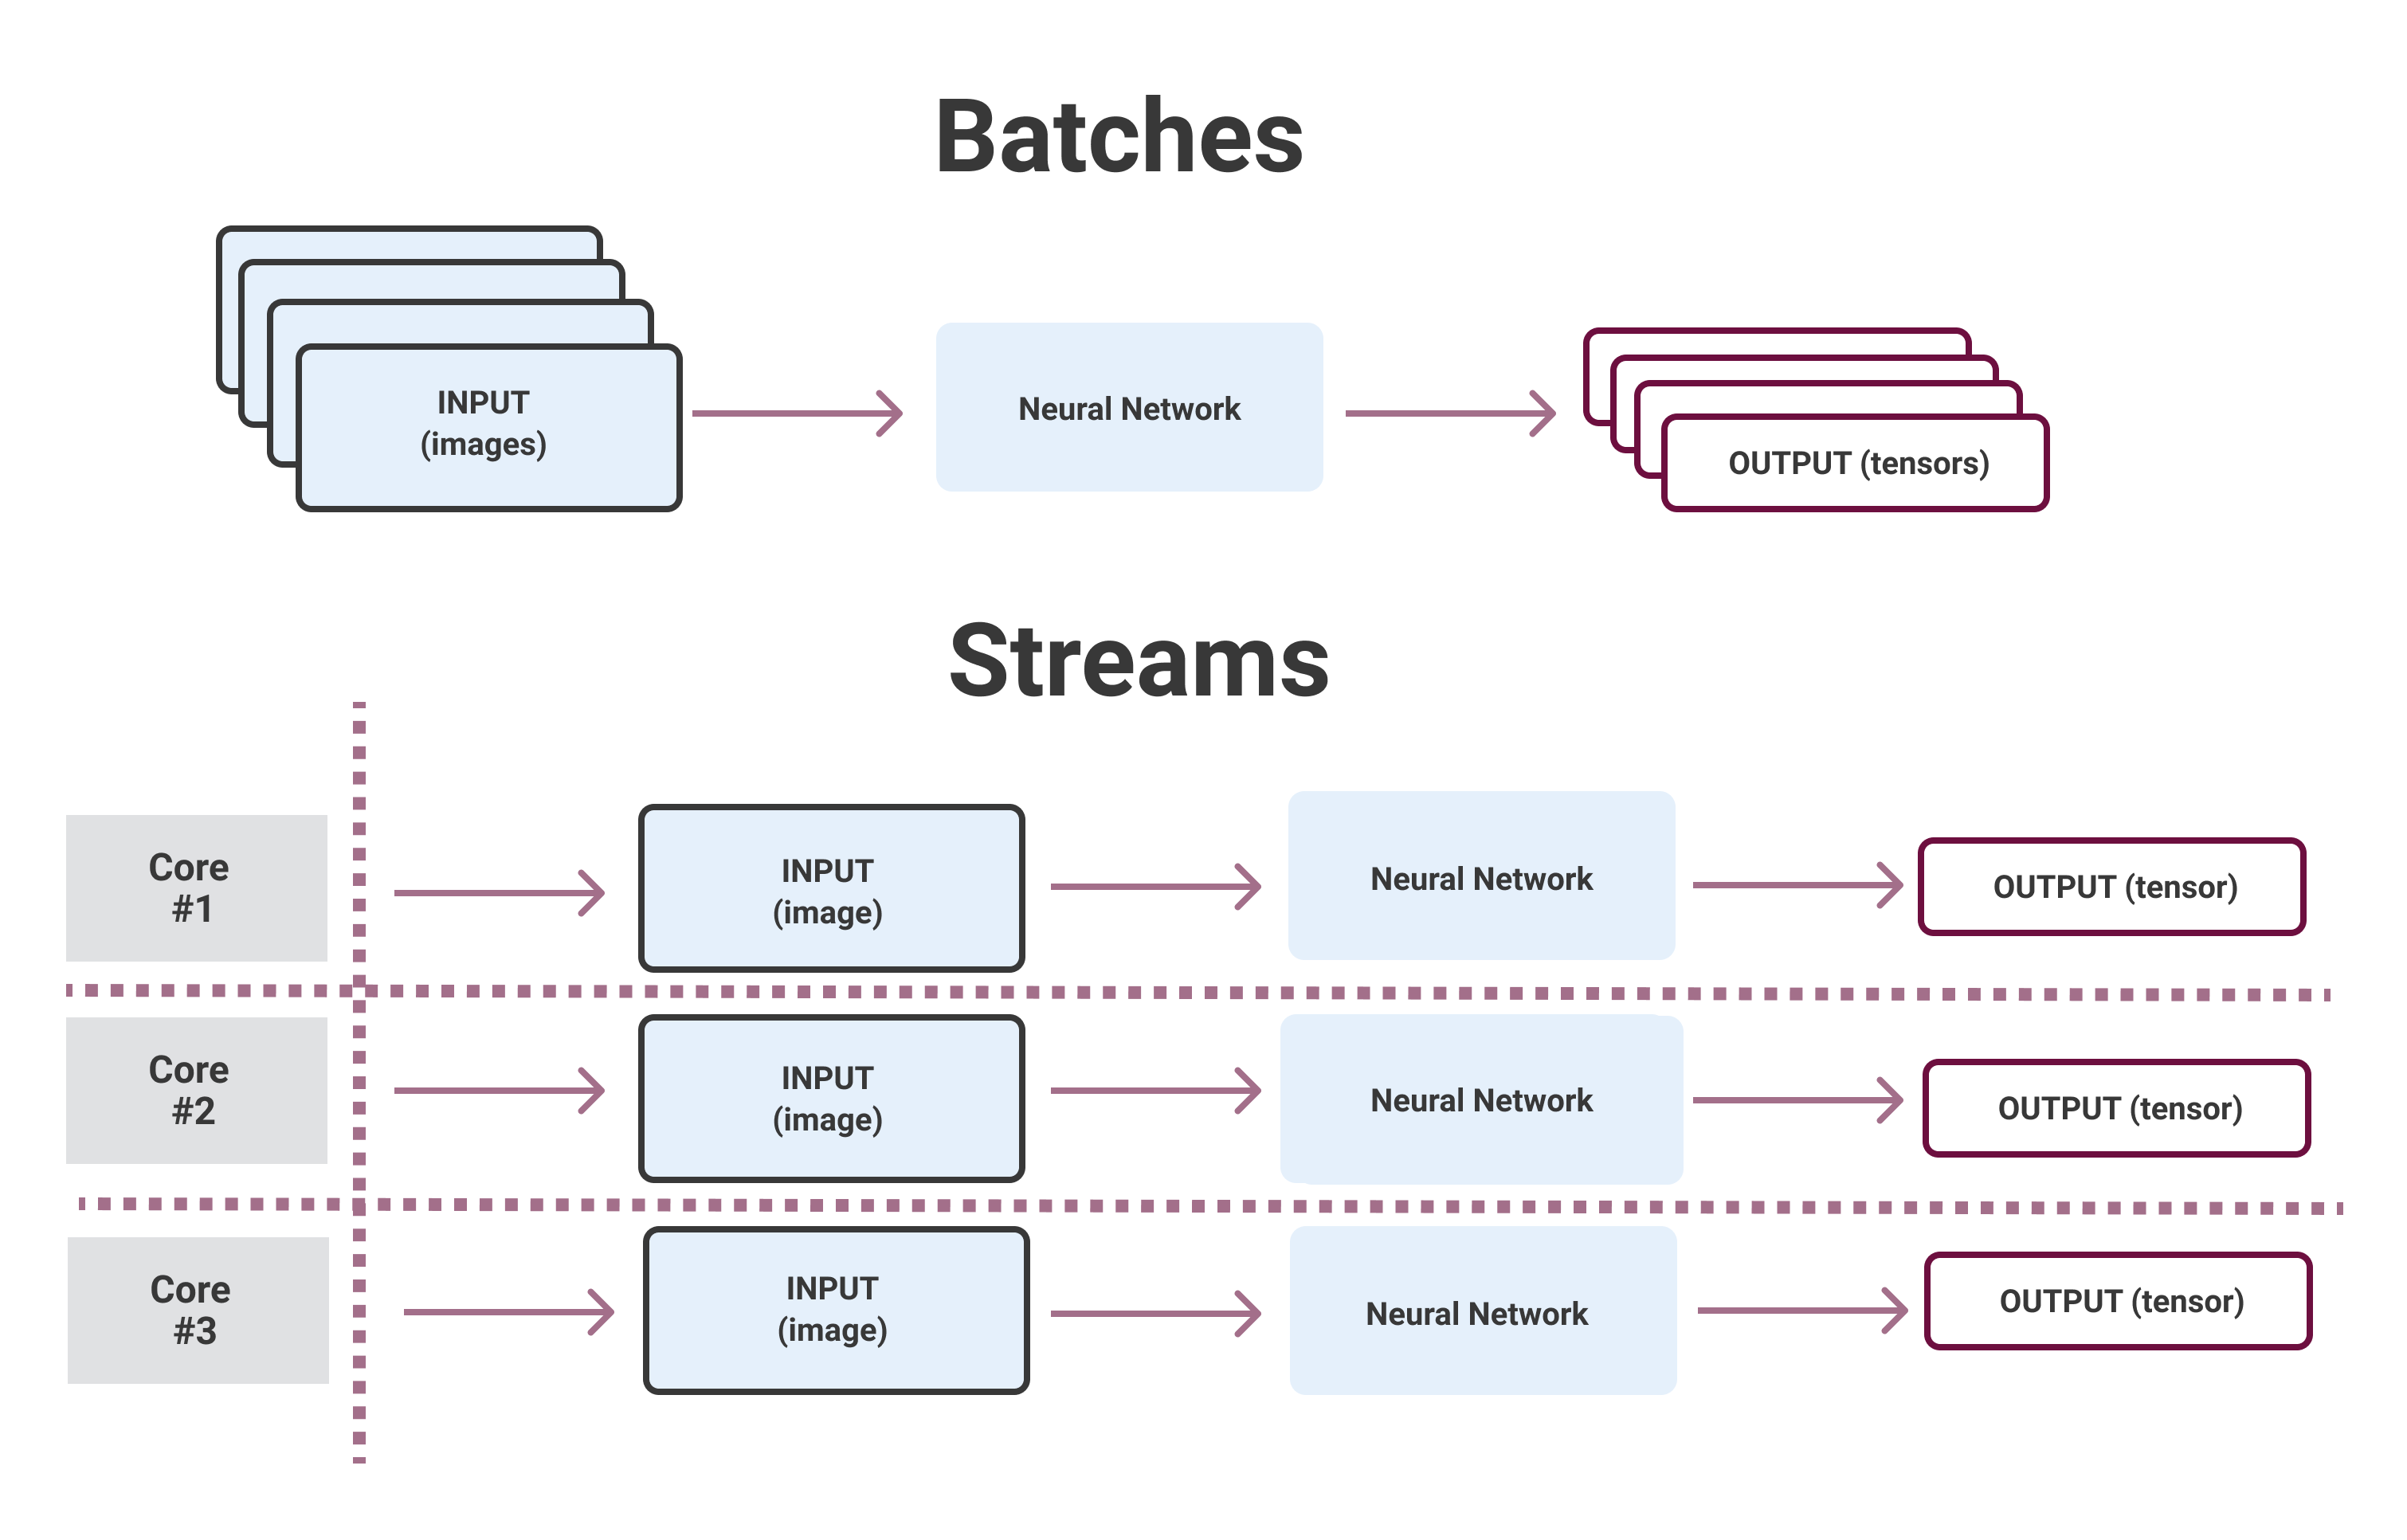 Batches
INPUT
(images)
Neural Network
OUTPUT (tensors)
Streams
Core
#1
INPUT
(image)
Neural Network
OUTPUT (tensor)
Core
#2
INPUT
(image)
Neural Network
OUTPUT (tensor)
Core
#3
INPUT
(image)
Neural Network
OUTPUT (tensor)